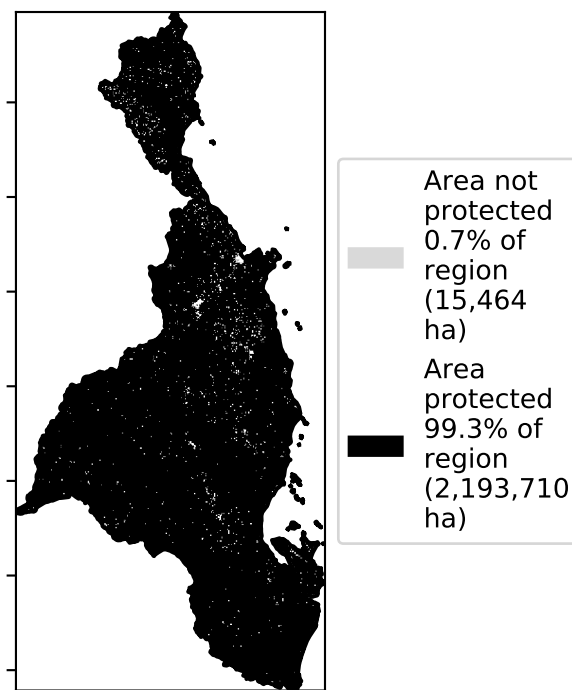 Area not
protected
0.7% of
region
(15,464
ha)
Area
protected
99.3% of
region
(2,193,710
ha)